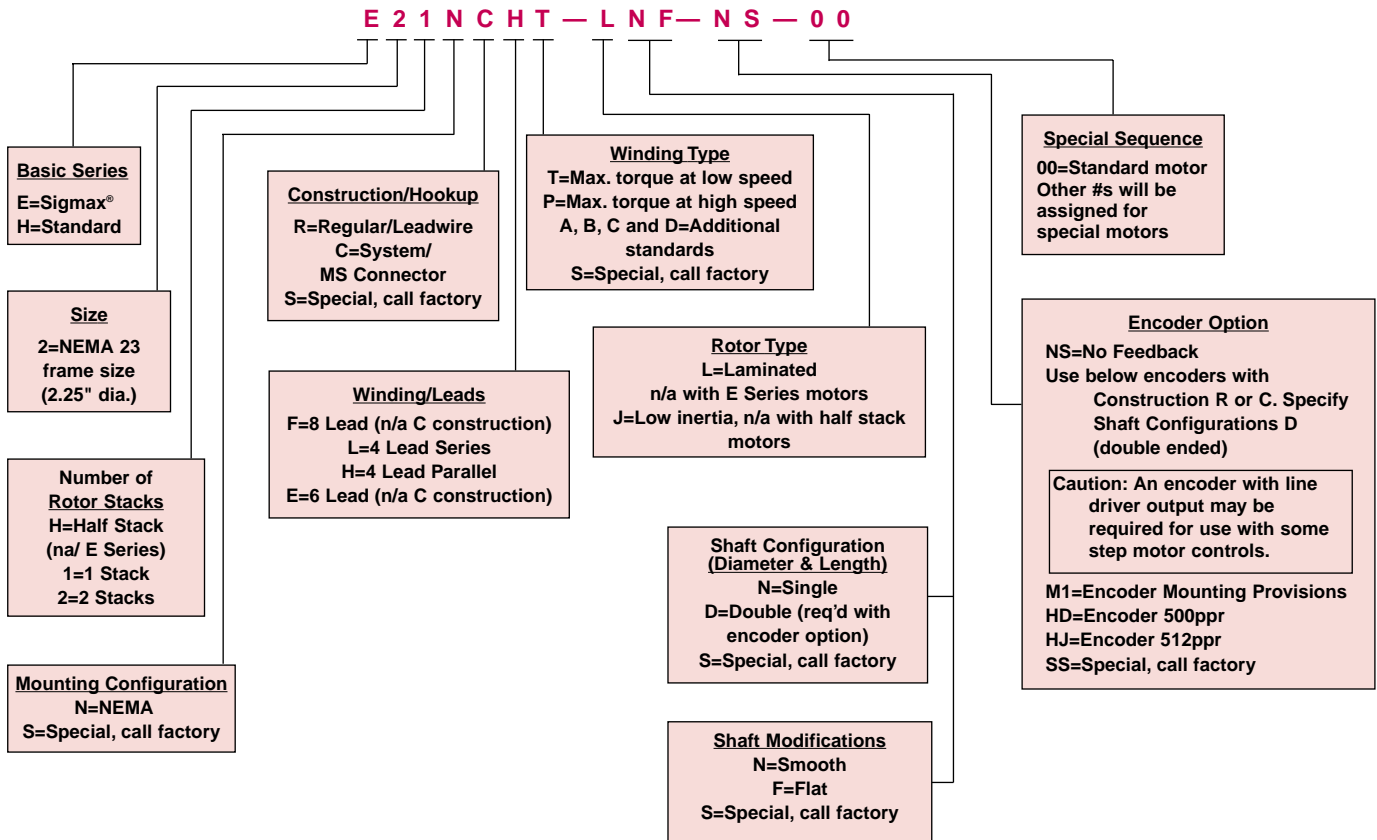 E 2 1 N C H T — L N F — N S — 0 0
Basic Series
E=Sigmax®
H=Standard
Size
2=NEMA 23
frame size
(2.25" dia.)
Number of
Rotor Stacks
H=Half Stack
(na/ E Series)
1=1 Stack
2=2 Stacks
Mounting Configuration
N=NEMA
S=Special, call factory
Construction/Hookup
R=Regular/Leadwire
C=System/
MS Connector
S=Special, call factory
Winding/Leads
F=8 Lead (n/a C construction)
L=4 Lead Series
H=4 Lead Parallel
E=6 Lead (n/a C construction)
Winding Type
T=Max. torque at low speed
P=Max. torque at high speed
A, B, C and D=Additional
standards
S=Special, call factory
Rotor Type
L=Laminated
n/a with E Series motors
J=Low inertia, n/a with half stack
motors
Shaft Configuration
(Diameter & Length)
N=Single
D=Double (req'd with
encoder option)
S=Special, call factory
Shaft Modifications
N=Smooth
F=Flat
S=Special, call factory
Special Sequence
00=Standard motor
Other #s will be
assigned for
special motors
Encoder Option
NS=No Feedback
Use below encoders with
Construction R or C. Specify
Shaft Configurations D
(double ended)
Caution: An encoder with line
driver output may be
required for use with some
step motor controls.
M1=Encoder Mounting Provisions
HD=Encoder 500ppr
HJ=Encoder 512ppr
SS=Special, call factory